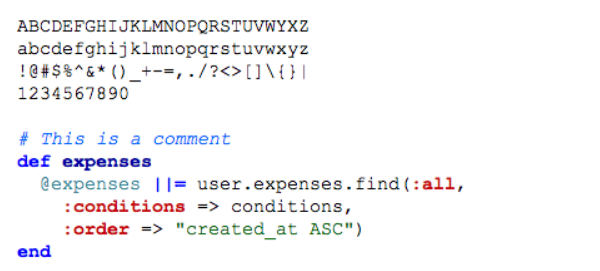 ABCDEFGHIJKLMNOPQRSTUVWYXZ
abcdefghijklmnopqrstuvwxyz
!@#$%^&*()_+-=,./?<>[]\{}|
1234567890

# This is a comment
def expenses
  @expenses ||= user.expenses.find(:all,
    :conditions => conditions,
    :order => "created_at ASC")
end